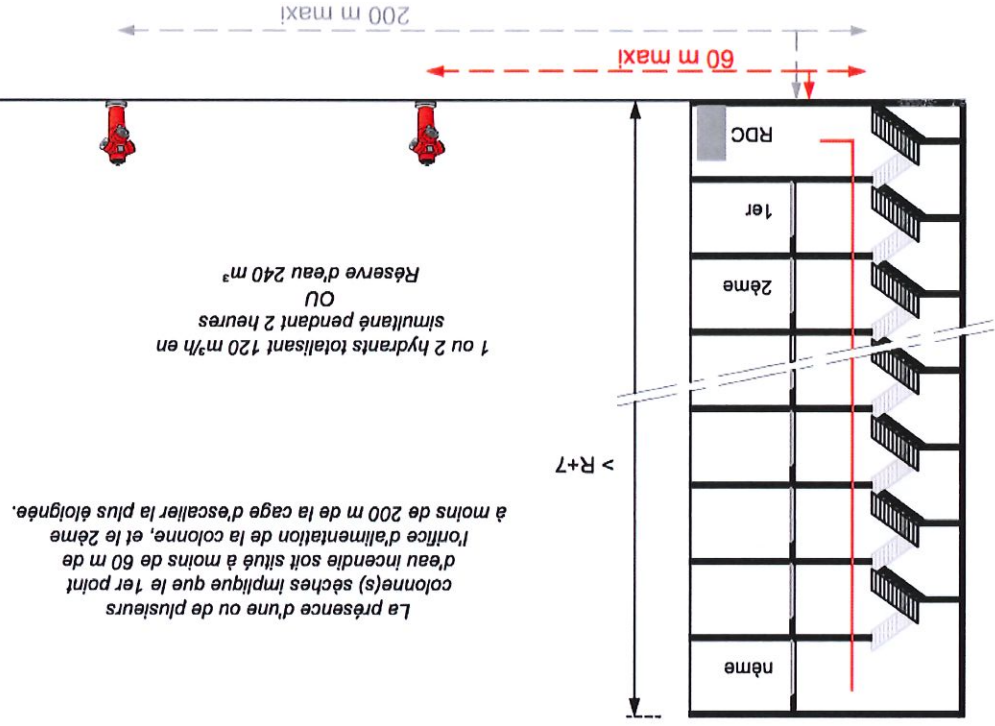 La présence d'une ou de plusieurs
colonne(s) sèches implique que le 1er point
d'eau incendie soit situé à moins de 60 m de
l'orifice d'alimentation de la colonne, et le 2ème
à moins de 200 m de la cage d'escalier la plus éloignée.
nème
> R+7
1 ou 2 hydrants totalisant 120 m³/h en
simultané pendant 2 heures
OU
Réserve d'eau 240 m³
2ème
1er
RDC
60 m maxi
200 m maxi